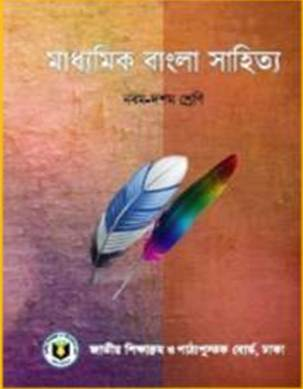 মাধ্যমিক বাংলা সাহিত্য
নবম-দশম শ্রেণি
জাতীয় শিক্ষাক্রম ও পাঠ্যপুস্তক বোর্ড, ঢাকা